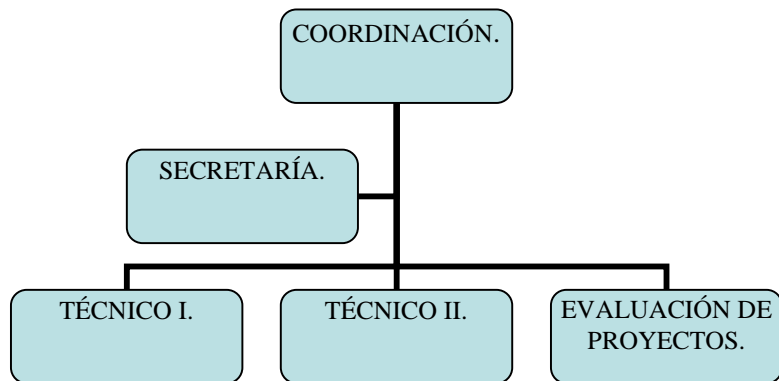 COORDINACIÓN.
SECRETARÍA.
TÉCNICO I.
TÉCNICO II.
EVALUACIÓN DE
PROYECTOS.